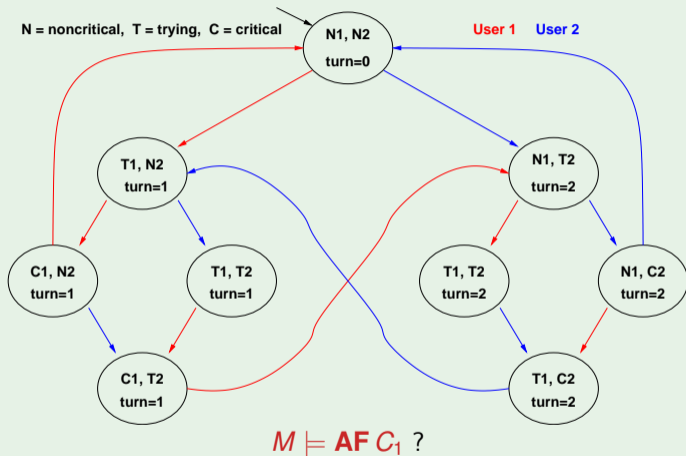 N = noncritical, T = trying, C = critical
User 1 User 2
N1, N2
turn=0
T1, N2
turn=1
N1, T2
turn=2
C1, N2
turn=1
T1, T2
turn=1
T1, T2
turn=2
N1, C2
turn=2
C1, T2
turn=1
T1, C2
turn=2
M ⊨ AF C₁ ?